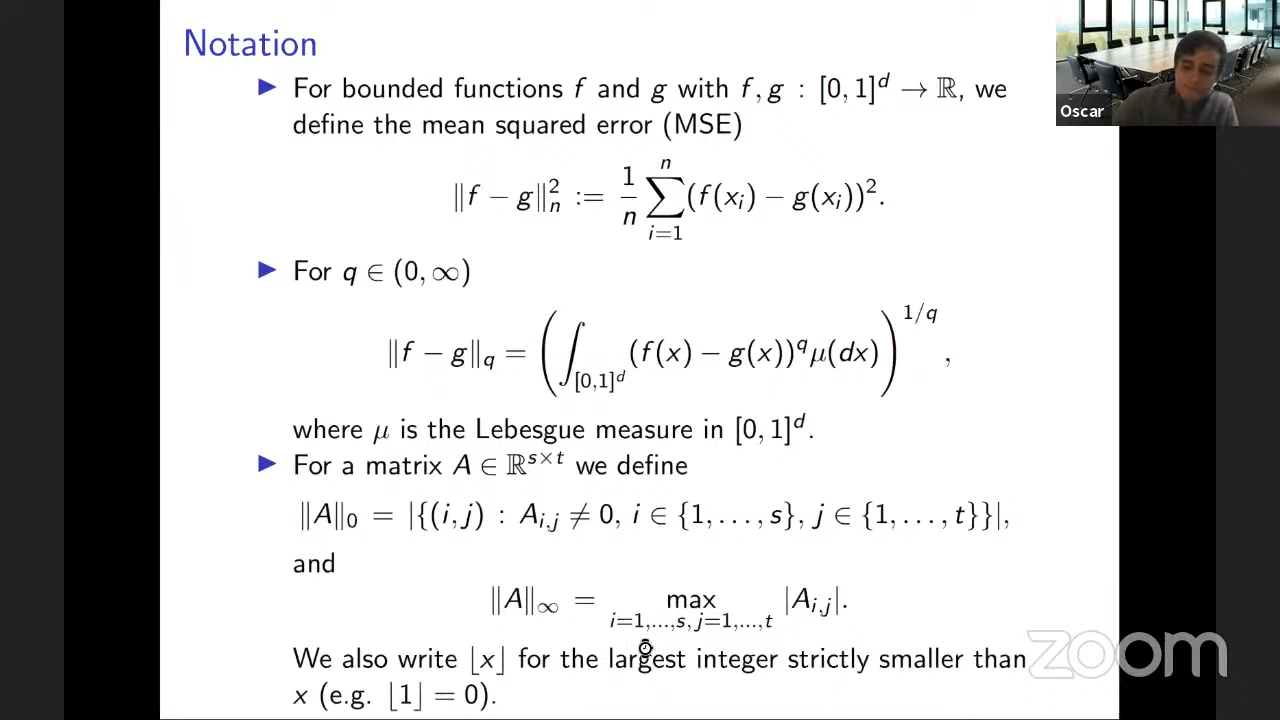 Notation
▶ For bounded functions f and g with f, g : [0, 1]^d → ℝ, we
define the mean squared error (MSE)
‖f − g‖²_n := 1/n ∑_{i=1}^{n} (f(x_i) − g(x_i))².
▶ For q ∈ (0, ∞)
‖f − g‖_q = (∫_{[0,1]^d} (f(x) − g(x))^q μ(dx))^{1/q},
where μ is the Lebesgue measure in [0, 1]^d.
▶ For a matrix A ∈ ℝ^{s×t} we define
‖A‖_0 = |{(i, j) : A_{i,j} ≠ 0, i ∈ {1, …, s}, j ∈ {1, …, t}}|,
and
‖A‖_∞ = max_{i=1,…,s, j=1,…,t} |A_{i,j}|.
We also write ⌊x⌋ for the largest integer strictly smaller than
x (e.g. ⌊1⌋ = 0).
Oscar
zoom